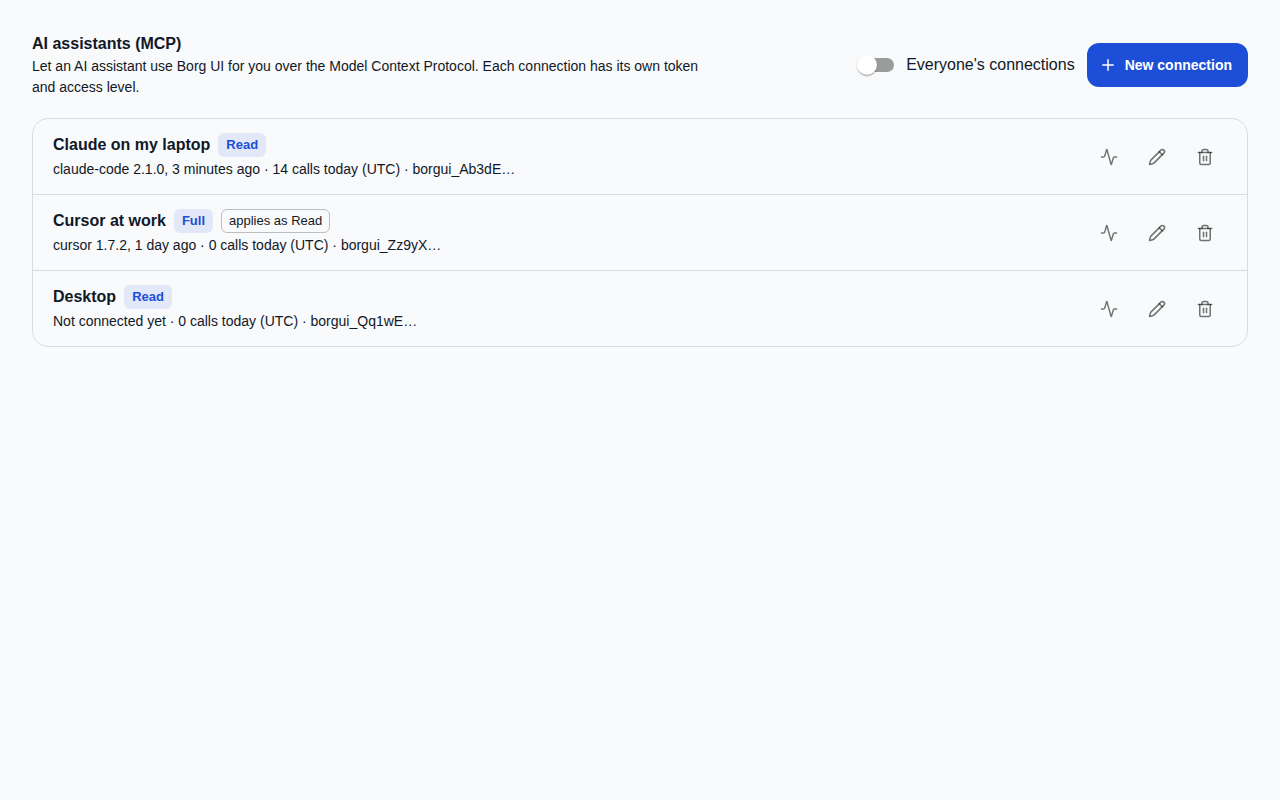 AI assistants (MCP)
Let an AI assistant use Borg UI for you over the Model Context Protocol. Each connection has its own token
and access level.
Everyone's connections
New connection
Claude on my laptop Read
claude-code 2.1.0, 3 minutes ago · 14 calls today (UTC) · borgui_Ab3dE…
Cursor at work Full applies as Read
cursor 1.7.2, 1 day ago · 0 calls today (UTC) · borgui_Zz9yX…
Desktop Read
Not connected yet · 0 calls today (UTC) · borgui_Qq1wE…